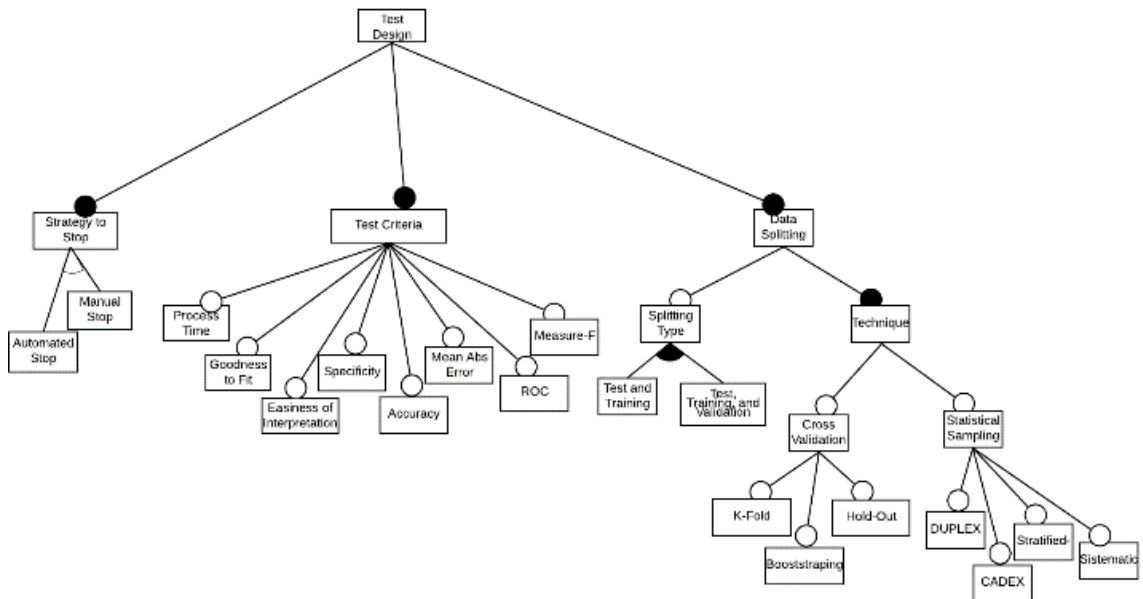 Test
Design
Strategy to
Stop
Test Criteria
Data
Splitting
Manual
Stop
Automated
Stop
Process
Time
Goodness
to Fit
Easiness of
Interpretation
Specificity
Accuracy
Mean Abs
Error
ROC
Measure-F
Splitting
Type
Technique
Test and
Training
Test,
Training, and
Validation
Cross
Validation
Statistical
Sampling
K-Fold
Booststraping
Hold-Out
DUPLEX
CADEX
Stratified-
Sistematic